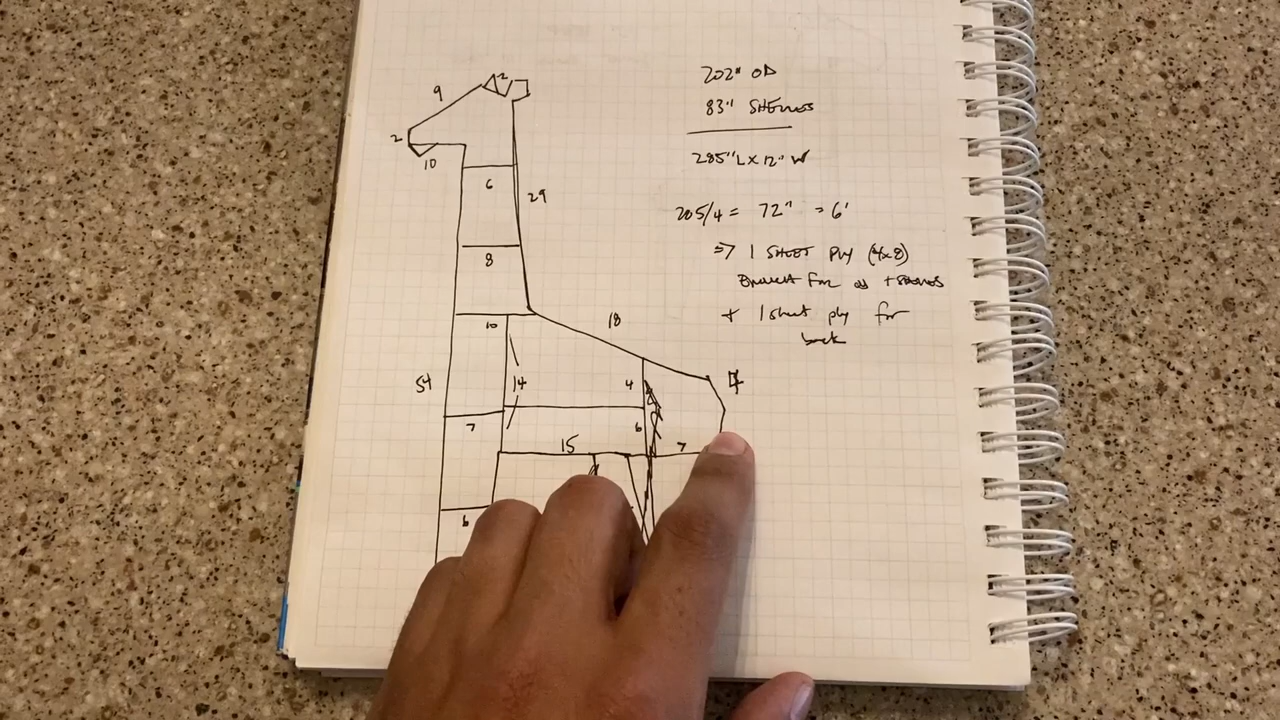 202" OD
83" SHELVES
285"L X 12" W
205/4 = 72" = 6'
=> 1 SHEET PLY (4x8)
FOR + SHELVES
+ 1 sheet ply for
back
2
9
2
10
6
29
8
10
18
54
14
4
7
6
15
7
6